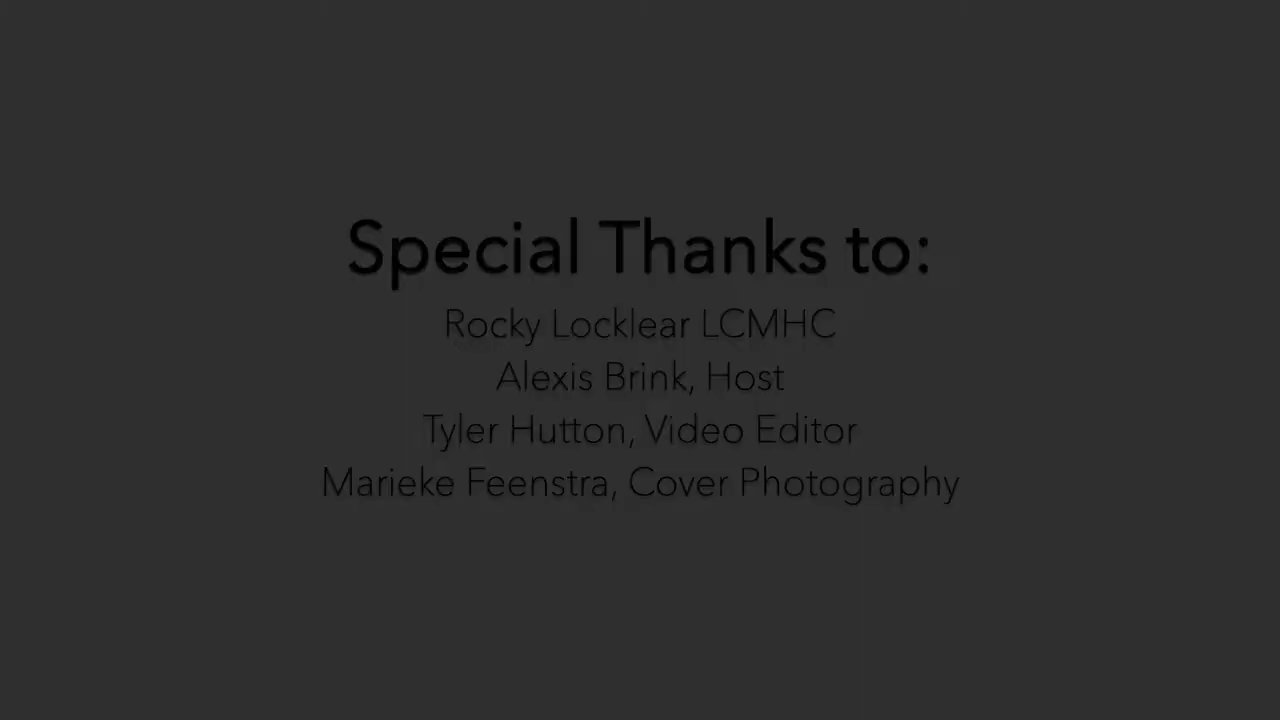 Special Thanks to:
Rocky Locklear LCMHC
Alexis Brink, Host
Tyler Hutton, Video Editor
Marieke Feenstra, Cover Photography